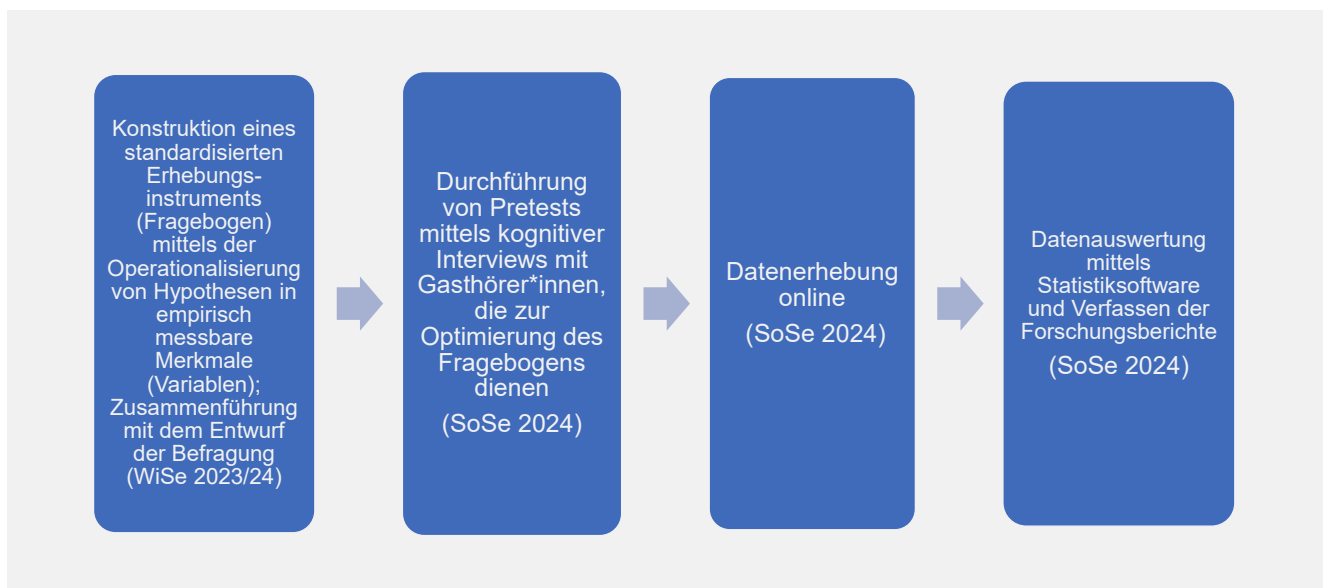 Konstruktion eines
standardisierten
Erhebungs-
instruments
(Fragebogen)
mittels der
Operationalisierung
von Hypothesen in
empirisch
messbare
Merkmale
(Variablen);
Zusammenführung
mit dem Entwurf
der Befragung
(WiSe 2023/24)
Durchführung
von Pretests
mittels kognitiver
Interviews mit
Gasthörer*innen,
die zur
Optimierung des
Fragebogens
dienen
(SoSe 2024)
Datenerhebung
online
(SoSe 2024)
Datenauswertung
mittels
Statistiksoftware
und Verfassen der
Forschungsberichte
(SoSe 2024)